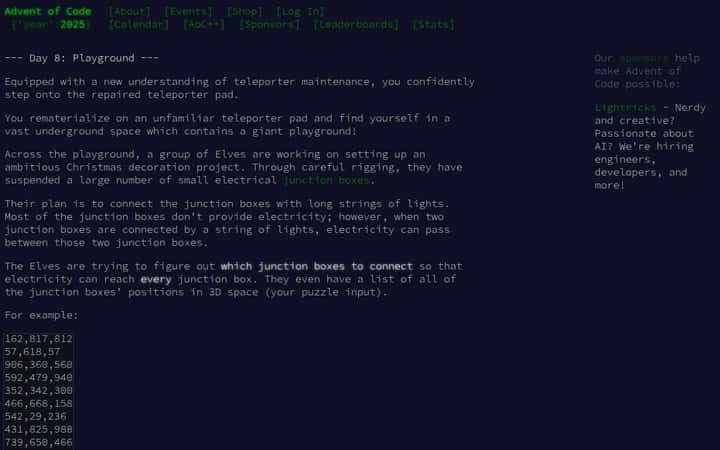 Advent of Code [About] [Events] [Shop] [Log In]
{'year':2025} [Calendar] [AoC++] [Sponsors] [Leaderboards] [Stats]
--- Day 8: Playground ---
Equipped with a new understanding of teleporter maintenance, you confidently
step onto the repaired teleporter pad.
You rematerialize on an unfamiliar teleporter pad and find yourself in a
vast underground space which contains a giant playground!
Across the playground, a group of Elves are working on setting up an
ambitious Christmas decoration project. Through careful rigging, they have
suspended a large number of small electrical junction boxes.
Their plan is to connect the junction boxes with long strings of lights.
Most of the junction boxes don't provide electricity; however, when two
junction boxes are connected by a string of lights, electricity can pass
between those two junction boxes.
The Elves are trying to figure out which junction boxes to connect so that
electricity can reach every junction box. They even have a list of all of
the junction boxes' positions in 3D space (your puzzle input).
For example:
162,817,812
57,618,57
906,360,560
592,479,940
352,342,300
466,668,158
542,29,236
431,825,988
739,650,466
Our sponsors help
make Advent of
Code possible:
Lightricks - Nerdy
and creative?
Passionate about
AI? We're hiring
engineers,
developers, and
more!